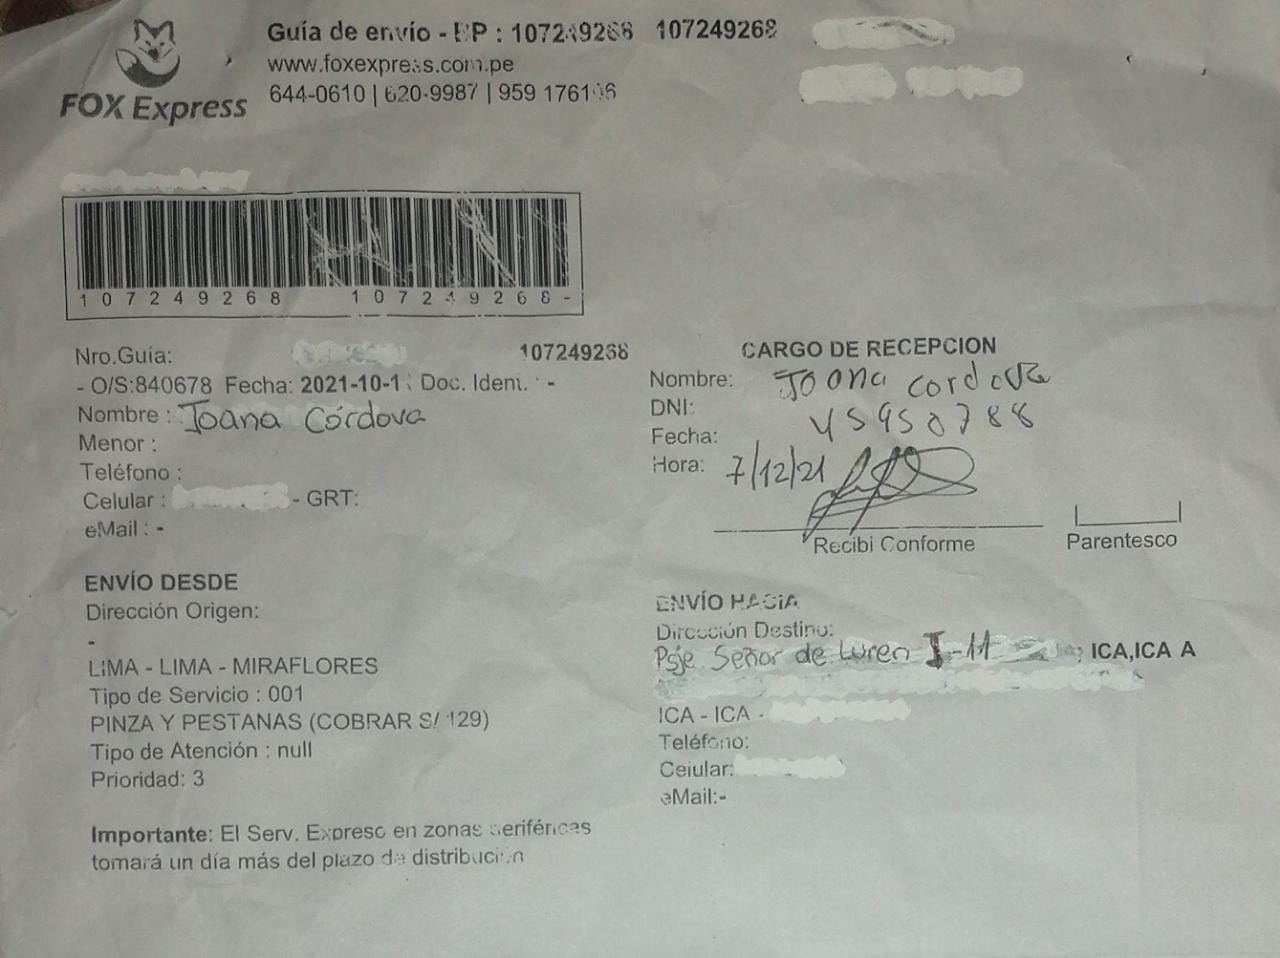 Guía de envío - EP : 107249268 107249268
www.foxexpress.com.pe
644-0610 | 620-9987 | 959 176196
FOX Express
107249268 107249268-
Nro.Guía: 107249268
- O/S:840678 Fecha: 2021-10-1 Doc. Ident. : -
Nombre : Joana Córdova
Menor :
Teléfono :
Celular : - GRT:
eMail : -
CARGO DE RECEPCION
Nombre: Joana Cordova
DNI: 45950788
Fecha:
Hora: 7/12/21
Recibi Conforme
Parentesco
ENVÍO DESDE
Dirección Origen:
-
LIMA - LIMA - MIRAFLORES
Tipo de Servicio : 001
PINZA Y PESTANAS (COBRAR S/ 129)
Tipo de Atención : null
Prioridad: 3
ENVÍO HACIA
Dirección Destino:
Psje Señor de Luren I-11 ICA,ICA A
ICA - ICA -
Teléfono:
Celular:
eMail:-
Importante: El Serv. Expreso en zonas periféricas
tomará un día más del plazo de distribución